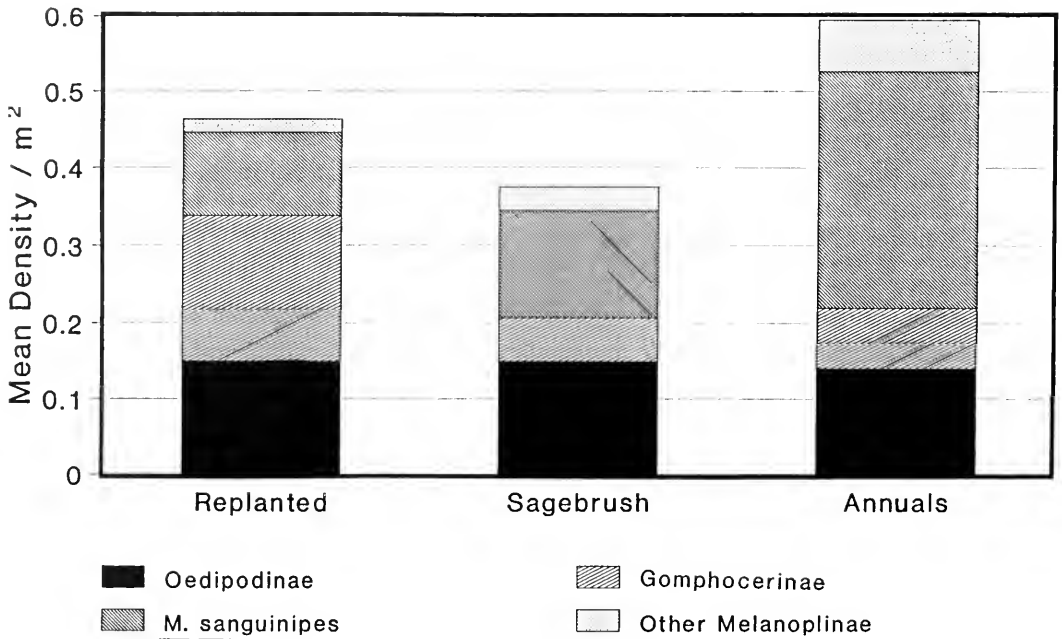 0.6
0.5
0.4
0.3
0.2
0.1
0
Mean Density / m²
Replanted
Sagebrush
Annuals
Oedipodinae
Gomphocerinae
M. sanguinipes
Other Melanoplinae